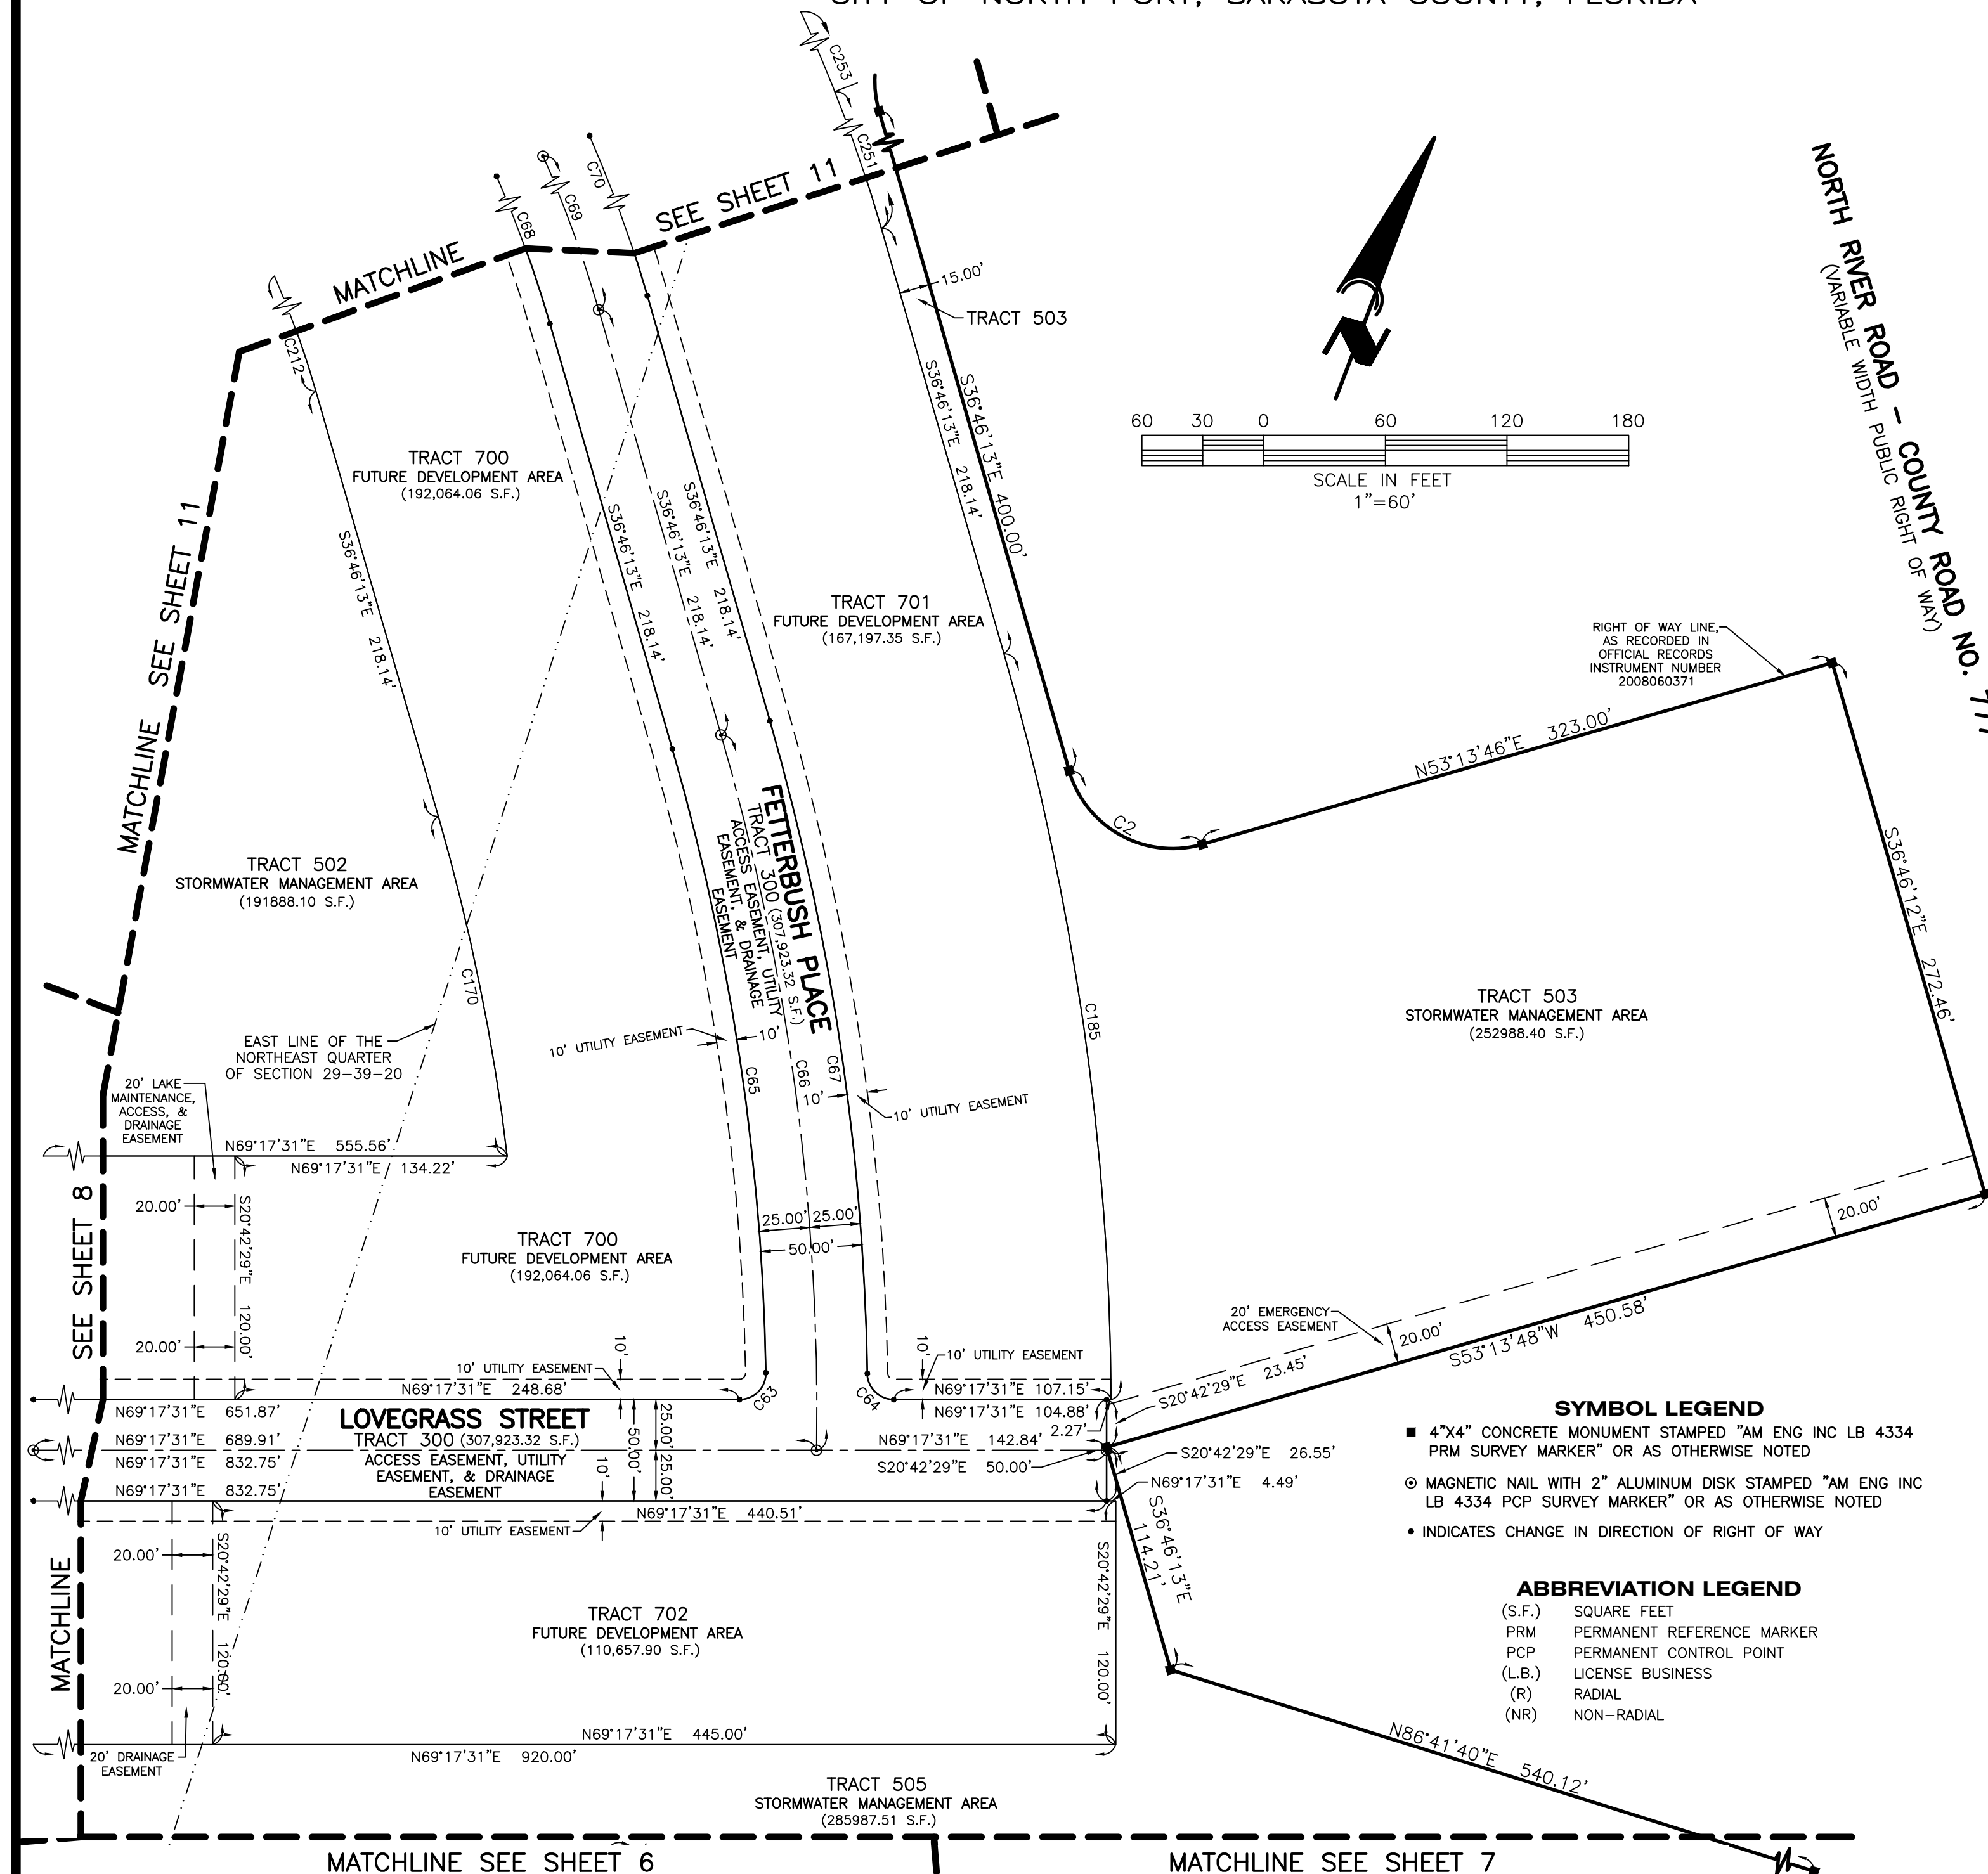 CITY OF NORTH PORT, SARASOTA COUNTY, FLORIDA
C253
C251
C70
C69
C68
SEE SHEET 11
MATCHLINE
C212
15.00'
TRACT 503
NORTH RIVER ROAD - COUNTY ROAD NO. 777
(VARIABLE WIDTH PUBLIC RIGHT OF WAY)
60 30 0 60 120 180
SCALE IN FEET
1"=60'
TRACT 700
FUTURE DEVELOPMENT AREA
(192,064.06 S.F.)
S36°46'13"E 218.14'
S36°46'13"E 218.14'
S36°46'13"E 218.14'
S36°46'13"E 218.14'
S36°46'13"E 218.14'
S36°46'13"E 400.00'
MATCHLINE SEE SHEET 11
TRACT 701
FUTURE DEVELOPMENT AREA
(167,197.35 S.F.)
RIGHT OF WAY LINE,
AS RECORDED IN
OFFICIAL RECORDS
INSTRUMENT NUMBER
2008060371
N53°13'46"E 323.00'
C2
S36°46'12"E 272.46'
TRACT 502
STORMWATER MANAGEMENT AREA
(191888.10 S.F.)
FETTERBUSH PLACE
TRACT 300 (307,923.32 S.F.)
ACCESS EASEMENT, UTILITY
EASEMENT, & DRAINAGE
EASEMENT
C170
C185
TRACT 503
STORMWATER MANAGEMENT AREA
(252988.40 S.F.)
EAST LINE OF THE
NORTHEAST QUARTER
OF SECTION 29-39-20
10' UTILITY EASEMENT
10'
C65
C66
C67
10'
10' UTILITY EASEMENT
20' LAKE
MAINTENANCE,
ACCESS, &
DRAINAGE
EASEMENT
N69°17'31"E 555.56'
N69°17'31"E 134.22'
SEE SHEET 8
20.00'
S20°42'29"E 120.00'
20.00'
TRACT 700
FUTURE DEVELOPMENT AREA
(192,064.06 S.F.)
25.00' 25.00'
50.00'
20.00'
20' EMERGENCY
ACCESS EASEMENT
20.00'
S53°13'48"W 450.58'
10' UTILITY EASEMENT
10'
10'
10' UTILITY EASEMENT
N69°17'31"E 248.68'
C63
C64
N69°17'31"E 107.15'
S20°42'29"E 23.45'
N69°17'31"E 651.87'
LOVEGRASS STREET
N69°17'31"E 104.88'
2.27'
N69°17'31"E 689.91'
TRACT 300 (307,923.32 S.F.)
N69°17'31"E 142.84'
N69°17'31"E 832.75'
ACCESS EASEMENT, UTILITY
EASEMENT, & DRAINAGE
EASEMENT
25.00'
50.00'
25.00'
10'
S20°42'29"E 50.00'
S20°42'29"E 26.55'
N69°17'31"E 4.49'
N69°17'31"E 832.75'
10' UTILITY EASEMENT
N69°17'31"E 440.51'
S36°46'13"E
114.21'
SYMBOL LEGEND
4"X4" CONCRETE MONUMENT STAMPED "AM ENG INC LB 4334
PRM SURVEY MARKER" OR AS OTHERWISE NOTED
MAGNETIC NAIL WITH 2" ALUMINUM DISK STAMPED "AM ENG INC
LB 4334 PCP SURVEY MARKER" OR AS OTHERWISE NOTED
INDICATES CHANGE IN DIRECTION OF RIGHT OF WAY
MATCHLINE
20.00'
S20°42'29"E 120.00'
20.00'
TRACT 702
FUTURE DEVELOPMENT AREA
(110,657.90 S.F.)
S20°42'29"E 120.00'
ABBREVIATION LEGEND
(S.F.) SQUARE FEET
PRM PERMANENT REFERENCE MARKER
PCP PERMANENT CONTROL POINT
(L.B.) LICENSE BUSINESS
(R) RADIAL
(NR) NON-RADIAL
20' DRAINAGE
EASEMENT
N69°17'31"E 445.00'
N69°17'31"E 920.00'
N86°41'40"E 540.12'
TRACT 505
STORMWATER MANAGEMENT AREA
(285987.51 S.F.)
MATCHLINE SEE SHEET 6
MATCHLINE SEE SHEET 7